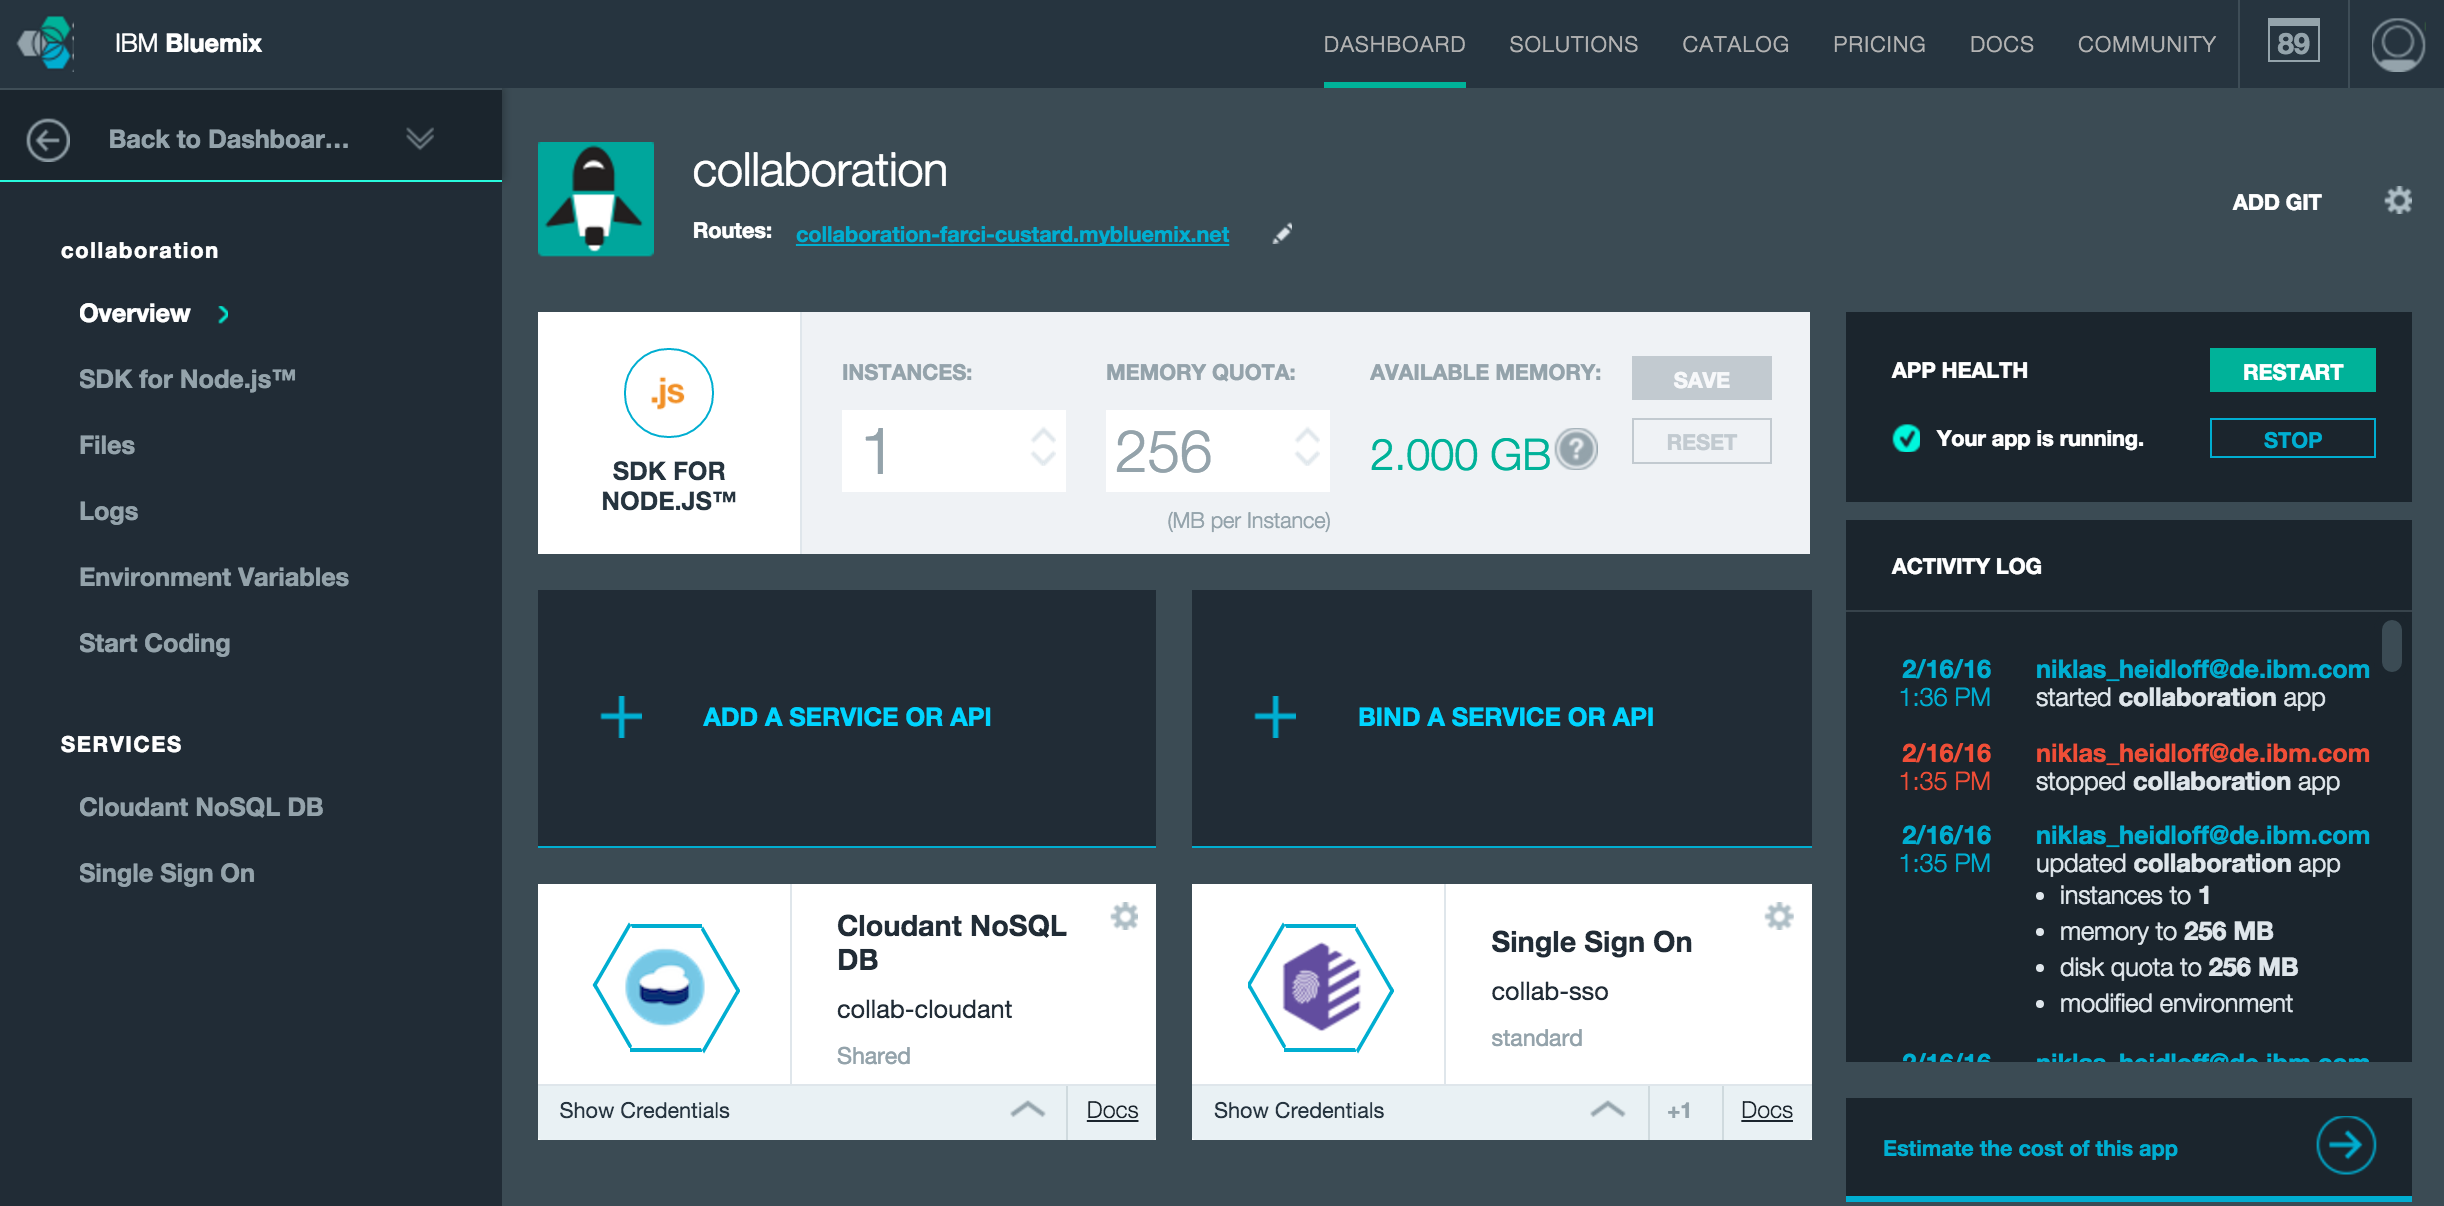 IBM Bluemix
DASHBOARD
SOLUTIONS
CATALOG
PRICING
DOCS
COMMUNITY
89
Back to Dashboar...
collaboration
Overview
SDK for Node.js™
Files
Logs
Environment Variables
Start Coding
SERVICES
Cloudant NoSQL DB
Single Sign On
collaboration
Routes: collaboration-farci-custard.mybluemix.net
ADD GIT
.js
SDK FOR
NODE.JS™
INSTANCES:
1
MEMORY QUOTA:
256
(MB per Instance)
AVAILABLE MEMORY:
2.000 GB ?
SAVE
RESET
ADD A SERVICE OR API
BIND A SERVICE OR API
Cloudant NoSQL
DB
collab-cloudant
Shared
Show Credentials
Docs
Single Sign On
collab-sso
standard
Show Credentials
+1
Docs
APP HEALTH
RESTART
Your app is running.
STOP
ACTIVITY LOG
2/16/16 niklas_heidloff@de.ibm.com
1:36 PM started collaboration app
2/16/16 niklas_heidloff@de.ibm.com
1:35 PM stopped collaboration app
2/16/16 niklas_heidloff@de.ibm.com
1:35 PM updated collaboration app
• instances to 1
• memory to 256 MB
• disk quota to 256 MB
• modified environment
2/16/16 niklas_heidloff@de.ibm.com
Estimate the cost of this app